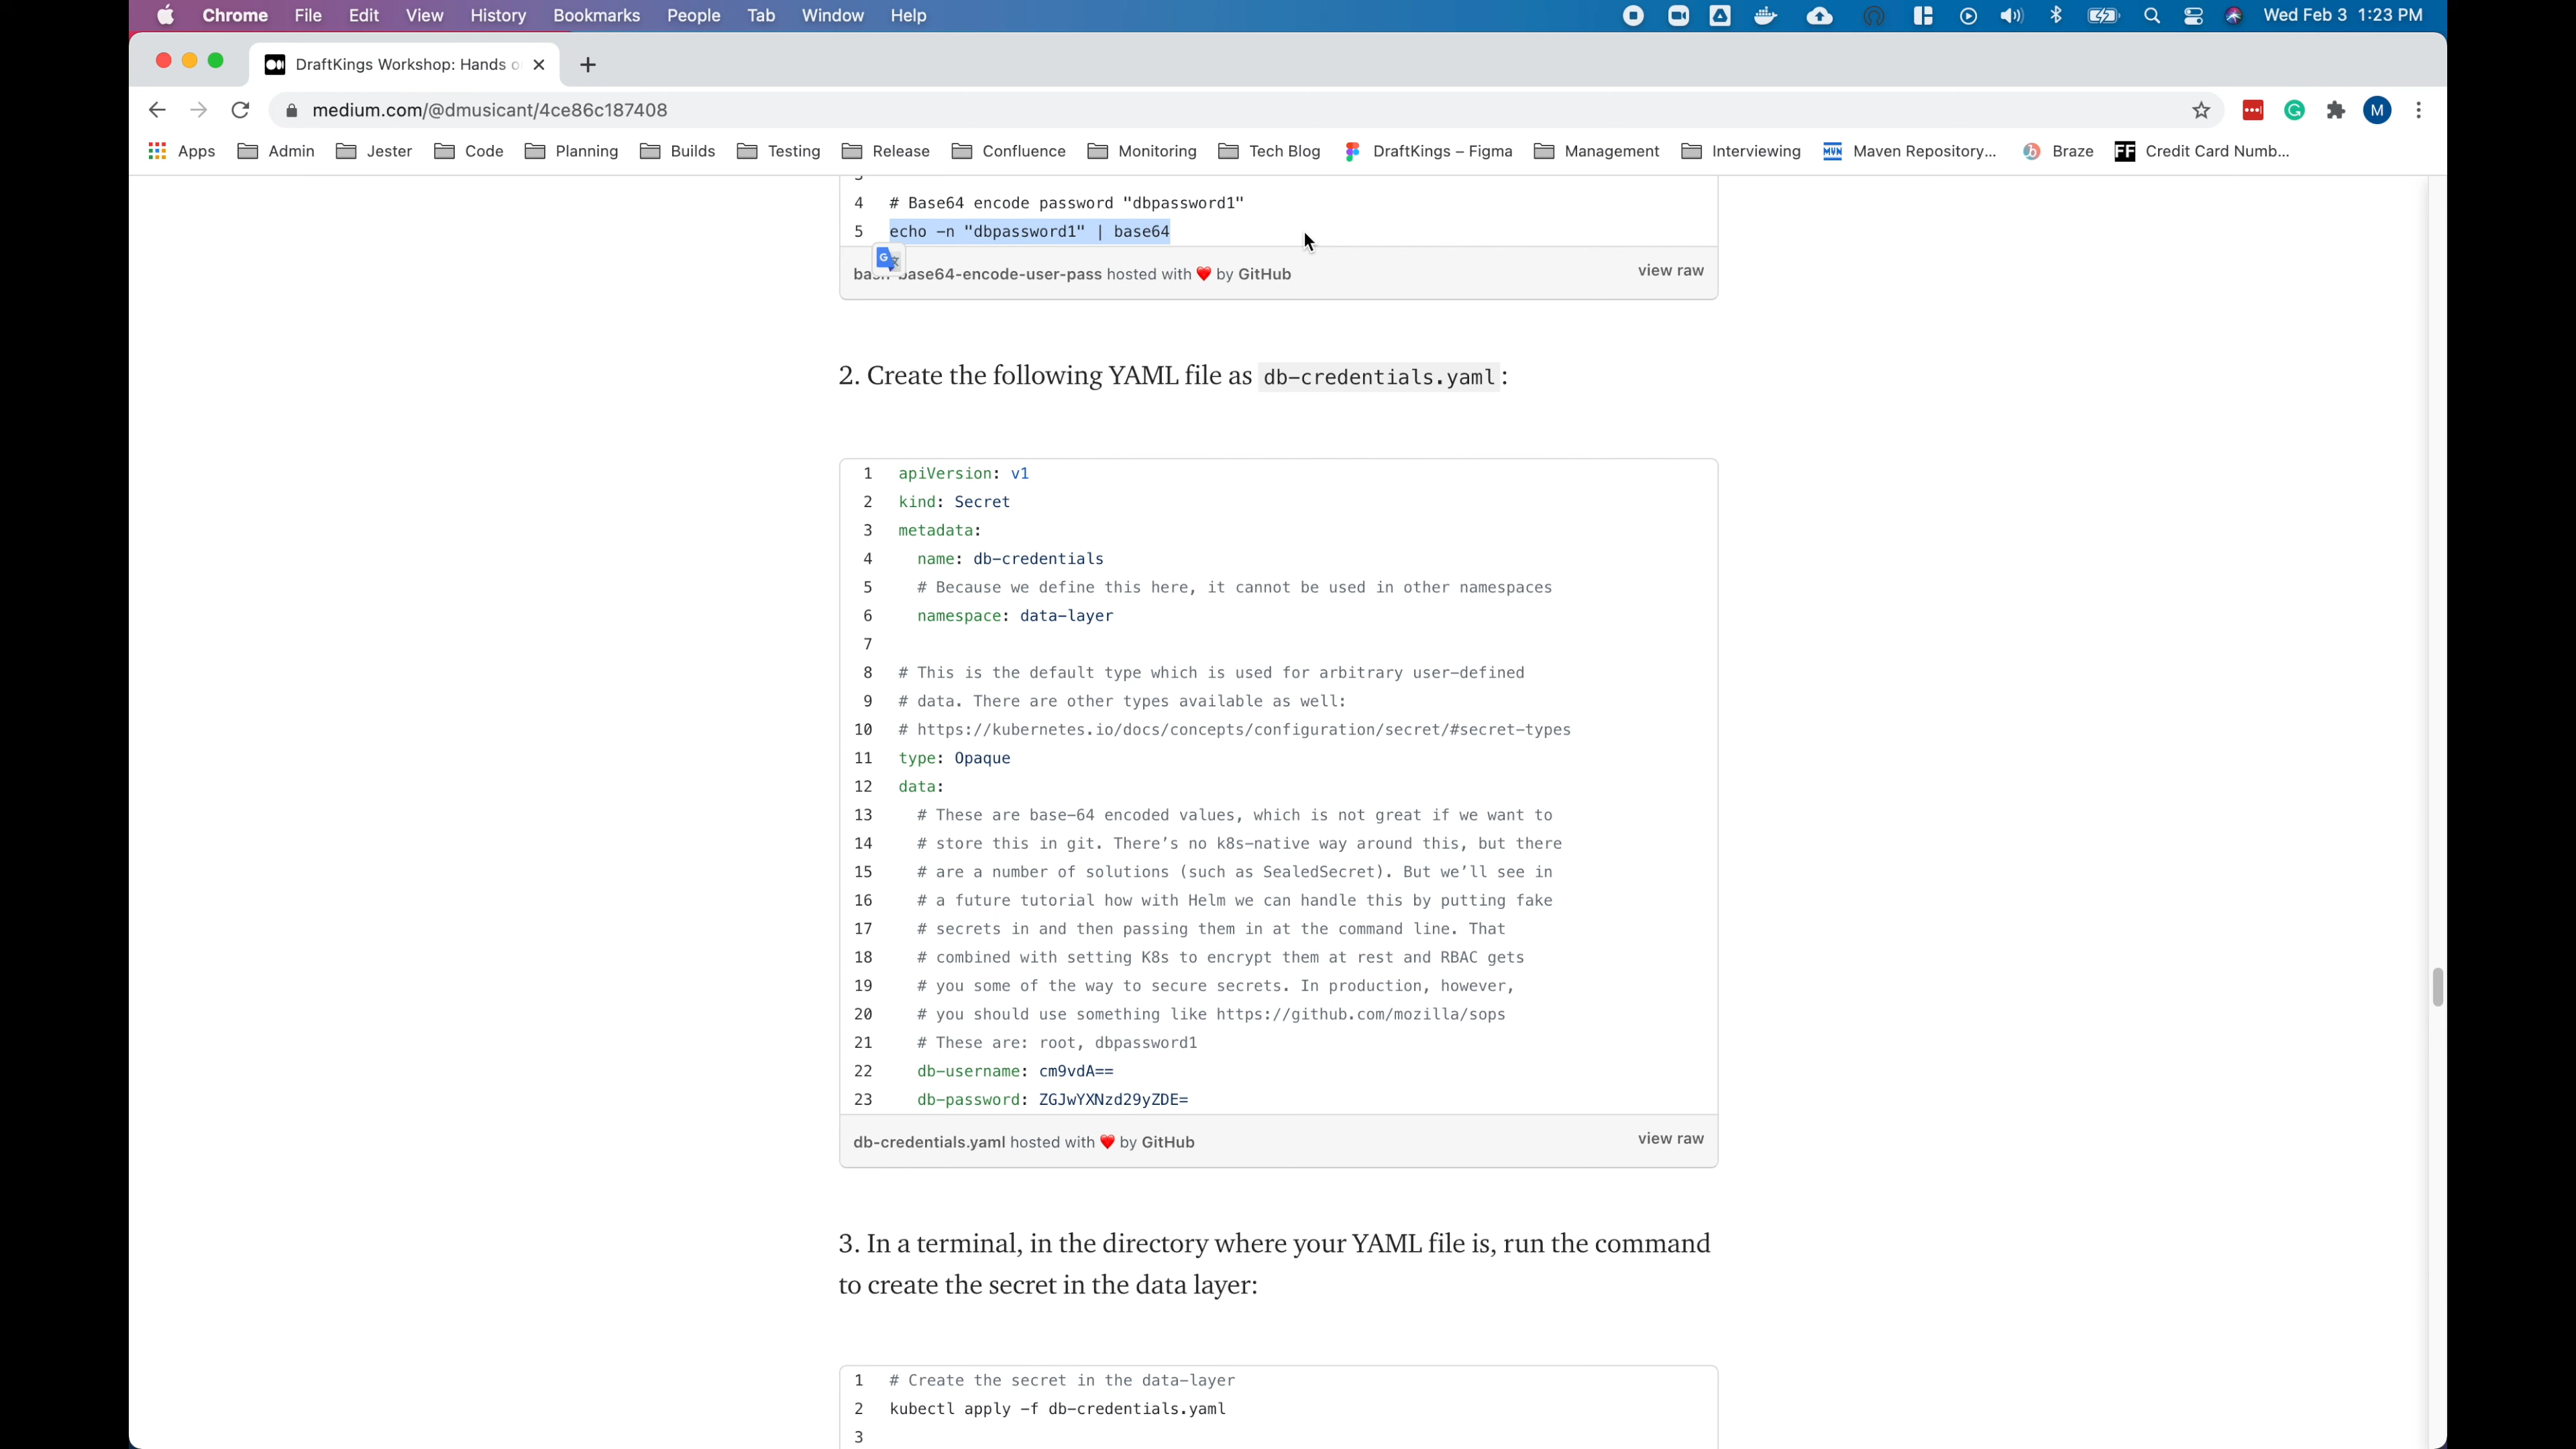 Chrome File Edit View History Bookmarks People Tab Window Help Wed Feb 3 1:23 PM
DraftKings Workshop: Hands o
medium.com/@dmusicant/4ce86c187408
M
Apps Admin Jester Code Planning Builds Testing Release Confluence Monitoring Tech Blog DraftKings – Figma Management Interviewing MVN Maven Repository... Braze FF Credit Card Numb...
4 # Base64 encode password "dbpassword1"
5 echo -n "dbpassword1" | base64
hosted with ❤ by GitHub view raw
2. Create the following YAML file as db-credentials.yaml:
1 apiVersion: v1
2 kind: Secret
3 metadata:
4 name: db-credentials
5 # Because we define this here, it cannot be used in other namespaces
6 namespace: data-layer
7
8 # This is the default type which is used for arbitrary user-defined
9 # data. There are other types available as well:
10 # https://kubernetes.io/docs/concepts/configuration/secret/#secret-types
11 type: Opaque
12 data:
13 # These are base-64 encoded values, which is not great if we want to
14 # store this in git. There's no k8s-native way around this, but there
15 # are a number of solutions (such as SealedSecret). But we'll see in
16 # a future tutorial how with Helm we can handle this by putting fake
17 # secrets in and then passing them in at the command line. That
18 # combined with setting K8s to encrypt them at rest and RBAC gets
19 # you some of the way to secure secrets. In production, however,
20 # you should use something like https://github.com/mozilla/sops
21 # These are: root, dbpassword1
22 db-username: cm9vdA==
23 db-password: ZGJwYXNzd29yZDE=
db-credentials.yaml hosted with ❤ by GitHub view raw
3. In a terminal, in the directory where your YAML file is, run the command
to create the secret in the data layer:
1 # Create the secret in the data-layer
2 kubectl apply -f db-credentials.yaml
3